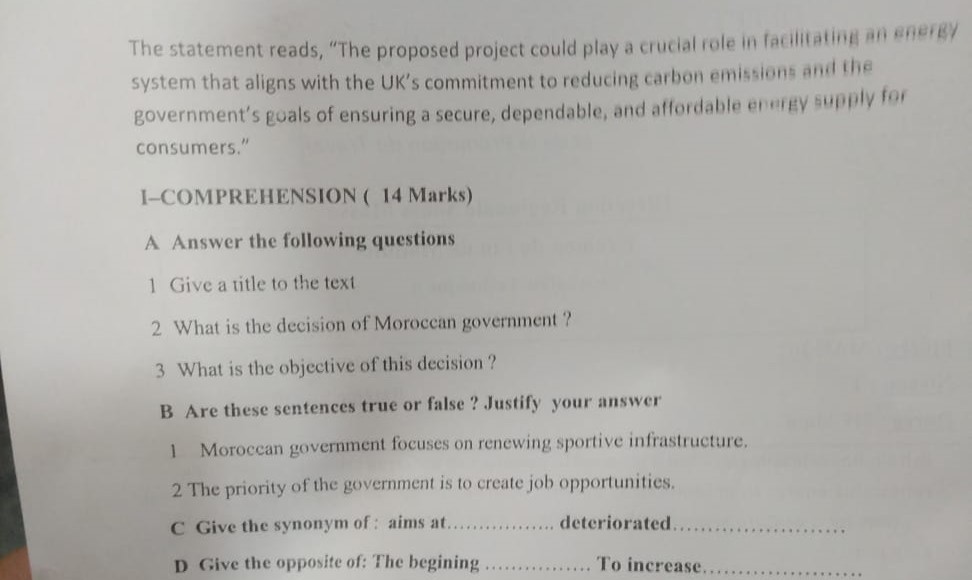 The statement reads, "The proposed project could play a crucial role in facilitating an energy
system that aligns with the UK's commitment to reducing carbon emissions and the
government's goals of ensuring a secure, dependable, and affordable energy supply for
consumers."
I–COMPREHENSION ( 14 Marks)
A Answer the following questions
1 Give a title to the text
2 What is the decision of Moroccan government ?
3 What is the objective of this decision ?
B Are these sentences true or false ? Justify your answer
1 Moroccan government focuses on renewing sportive infrastructure.
2 The priority of the government is to create job opportunities.
C Give the synonym of : aims at................ deteriorated.........................
D Give the opposite of: The begining ................ To increase.......................